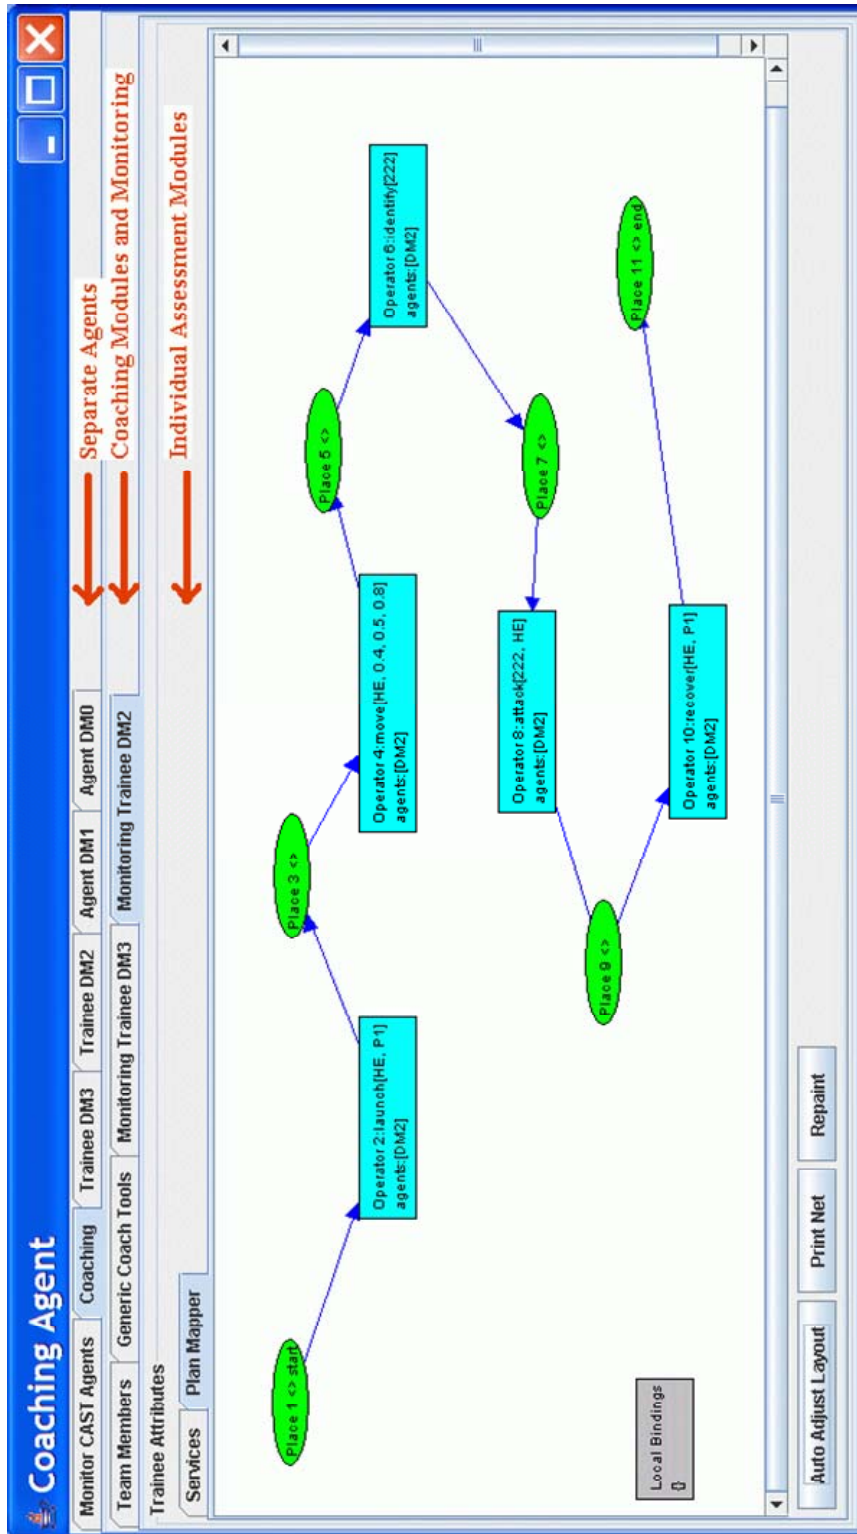 Coaching Agent
Separate Agents
Monitor CAST Agents Coaching Trainee DM3 Trainee DM2 Agent DM1 Agent DM0
Coaching Modules and Monitoring
Team Members Generic Coach Tools Monitoring Trainee DM3 Monitoring Trainee DM2
Trainee Attributes
Individual Assessment Modules
Services Plan Mapper
Place 1 <> start
Operator 2:launch[HE, P1]
agents:[DM2]
Place 3 <>
Operator 4:move[HE, 0.4, 0.5, 0.8]
agents:[DM2]
Place 5 <>
Operator 6:identify[222]
agents:[DM2]
Place 7 <>
Operator 8:attack[222, HE]
agents:[DM2]
Place 9 <>
Operator 10:recover[HE, P1]
agents:[DM2]
Place 11 <> end
Local Bindings
{}
Auto Adjust Layout Print Net Repaint